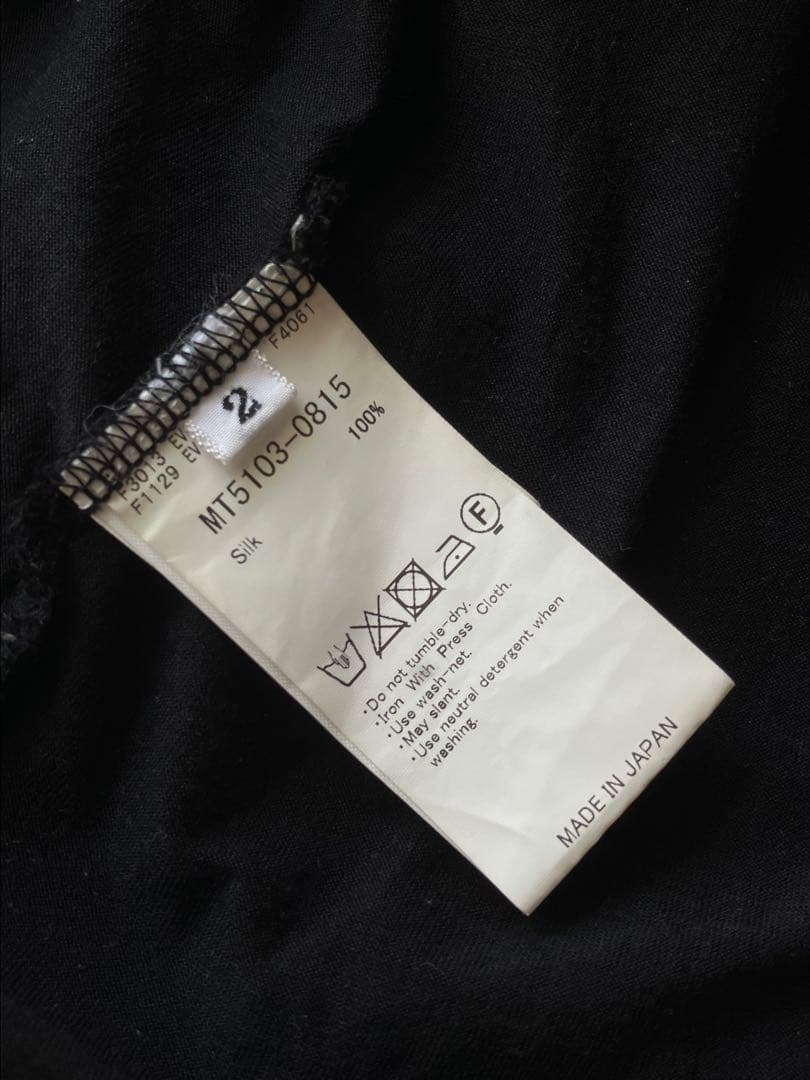 F4061
F3013 EV
F1129 EV
2
MT5103-0815
Silk 100%
F
·Do not tumble-dry.
·Iron With Press Cloth.
·Use wash-net.
·May slant.
·Use neutral detergent when
washing.
MADE IN JAPAN